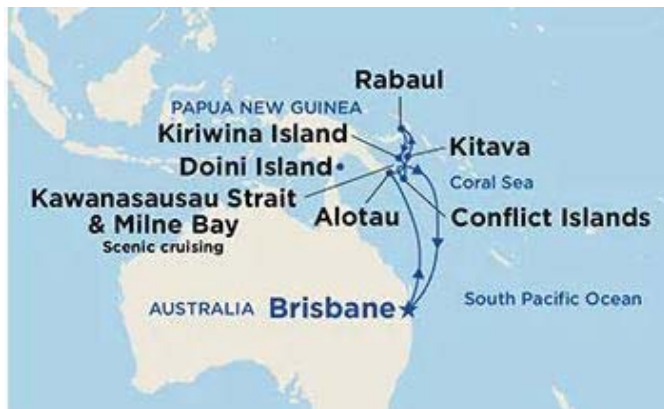 Rabaul
PAPUA NEW GUINEA
Kiriwina Island
Kitava
Doini Island
Coral Sea
Kawanasausau Strait
& Milne Bay
Scenic cruising
Alotau
Conflict Islands
AUSTRALIA
Brisbane
South Pacific Ocean